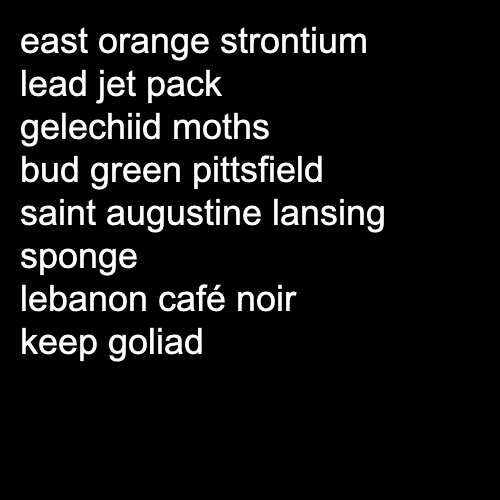 east orange strontium
lead jet pack
gelechiid moths
bud green pittsfield
saint augustine lansing
sponge
lebanon café noir
keep goliad